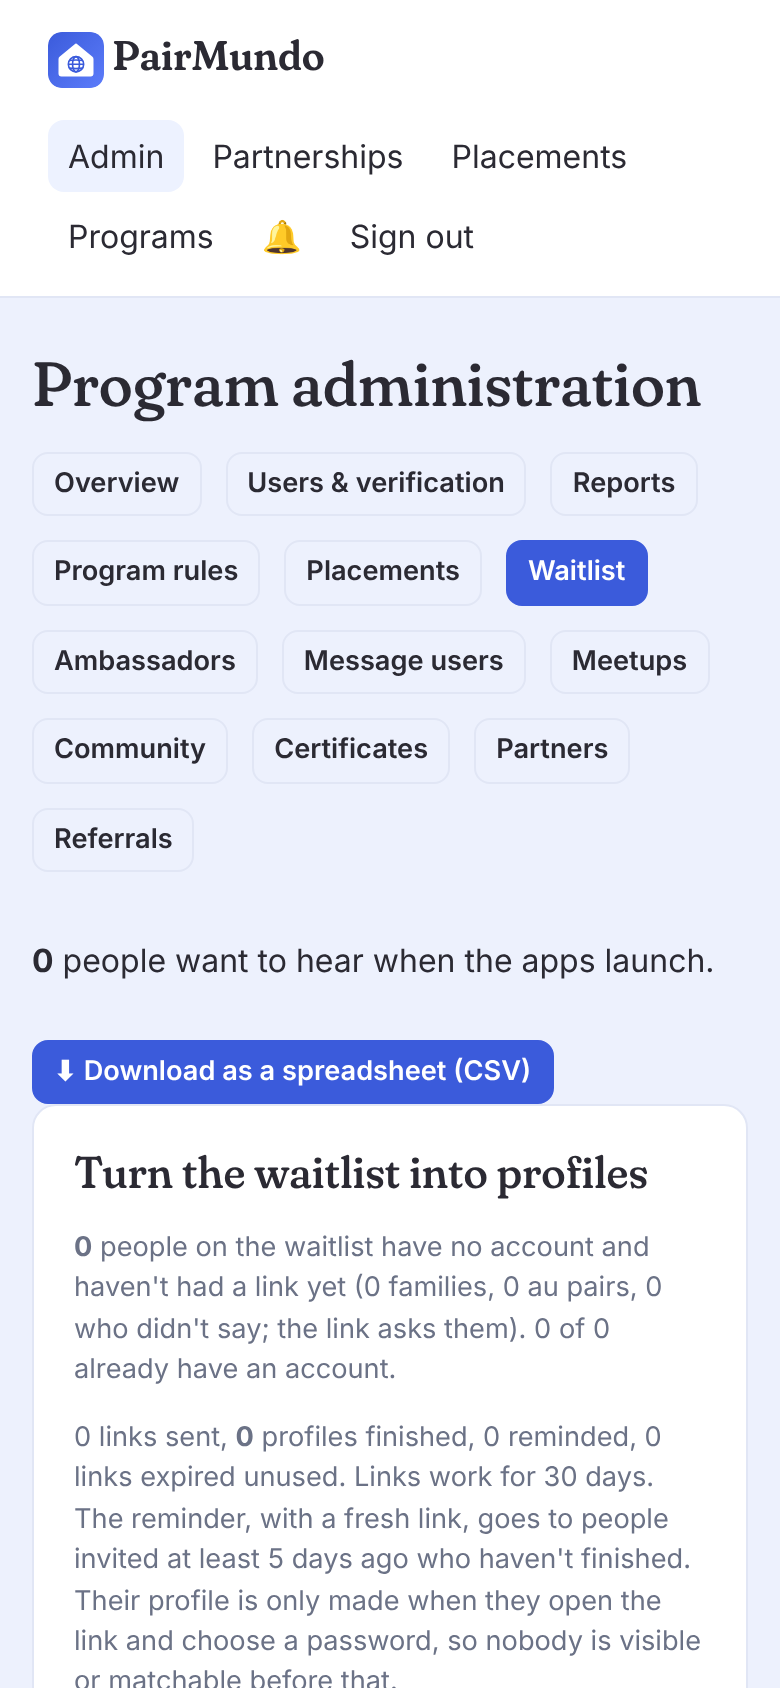 PairMundo
Admin Partnerships Placements
Programs 🔔 Sign out
Program administration
Overview Users & verification Reports
Program rules Placements Waitlist
Ambassadors Message users Meetups
Community Certificates Partners
Referrals
0 people want to hear when the apps launch.
⬇ Download as a spreadsheet (CSV)
Turn the waitlist into profiles
0 people on the waitlist have no account and
haven't had a link yet (0 families, 0 au pairs, 0
who didn't say; the link asks them). 0 of 0
already have an account.
0 links sent, 0 profiles finished, 0 reminded, 0
links expired unused. Links work for 30 days.
The reminder, with a fresh link, goes to people
invited at least 5 days ago who haven't finished.
Their profile is only made when they open the
link and choose a password, so nobody is visible
or matchable before that.